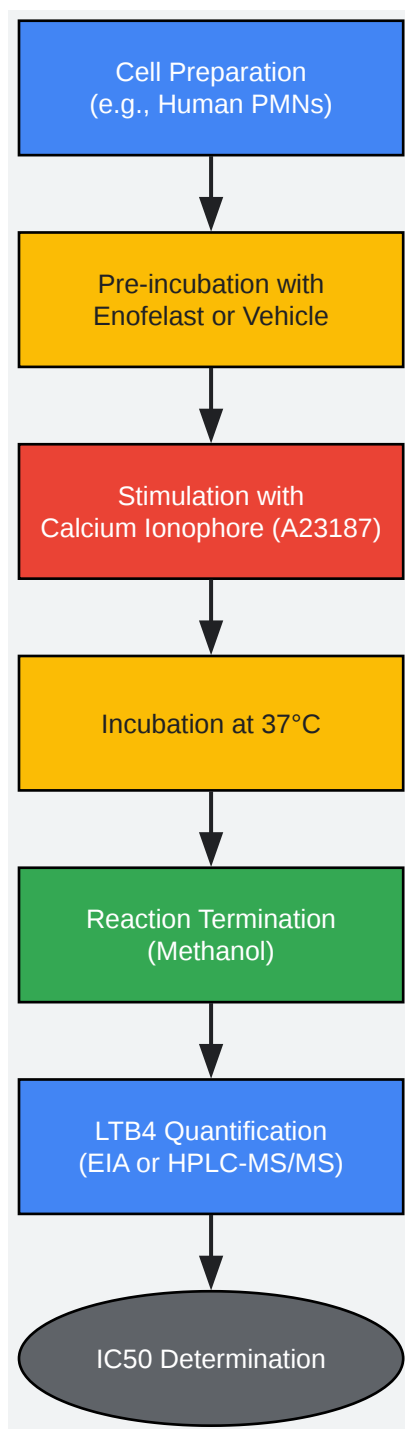 Cell Preparation
(e.g., Human PMNs)
Pre-incubation with
Enofelast or Vehicle
Stimulation with
Calcium Ionophore (A23187)
Incubation at 37°C
Reaction Termination
(Methanol)
LTB4 Quantification
(EIA or HPLC-MS/MS)
IC50 Determination